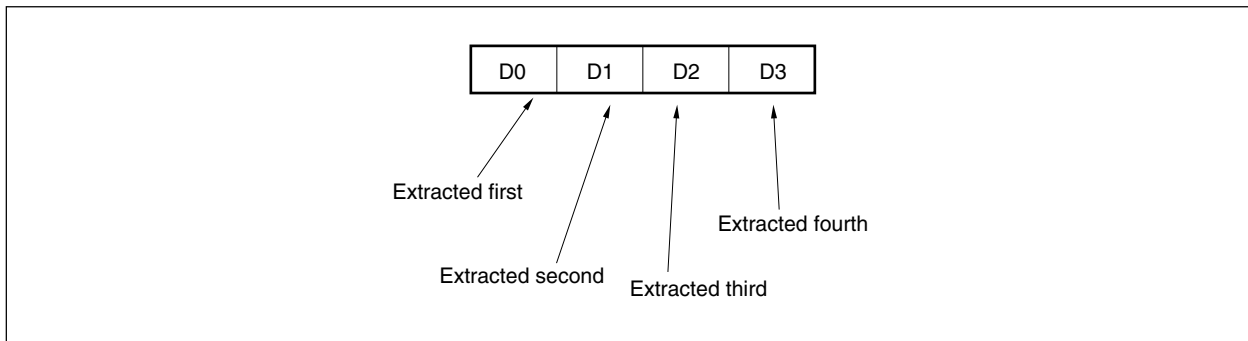 D0 D1 D2 D3
Extracted first
Extracted fourth
Extracted second
Extracted third